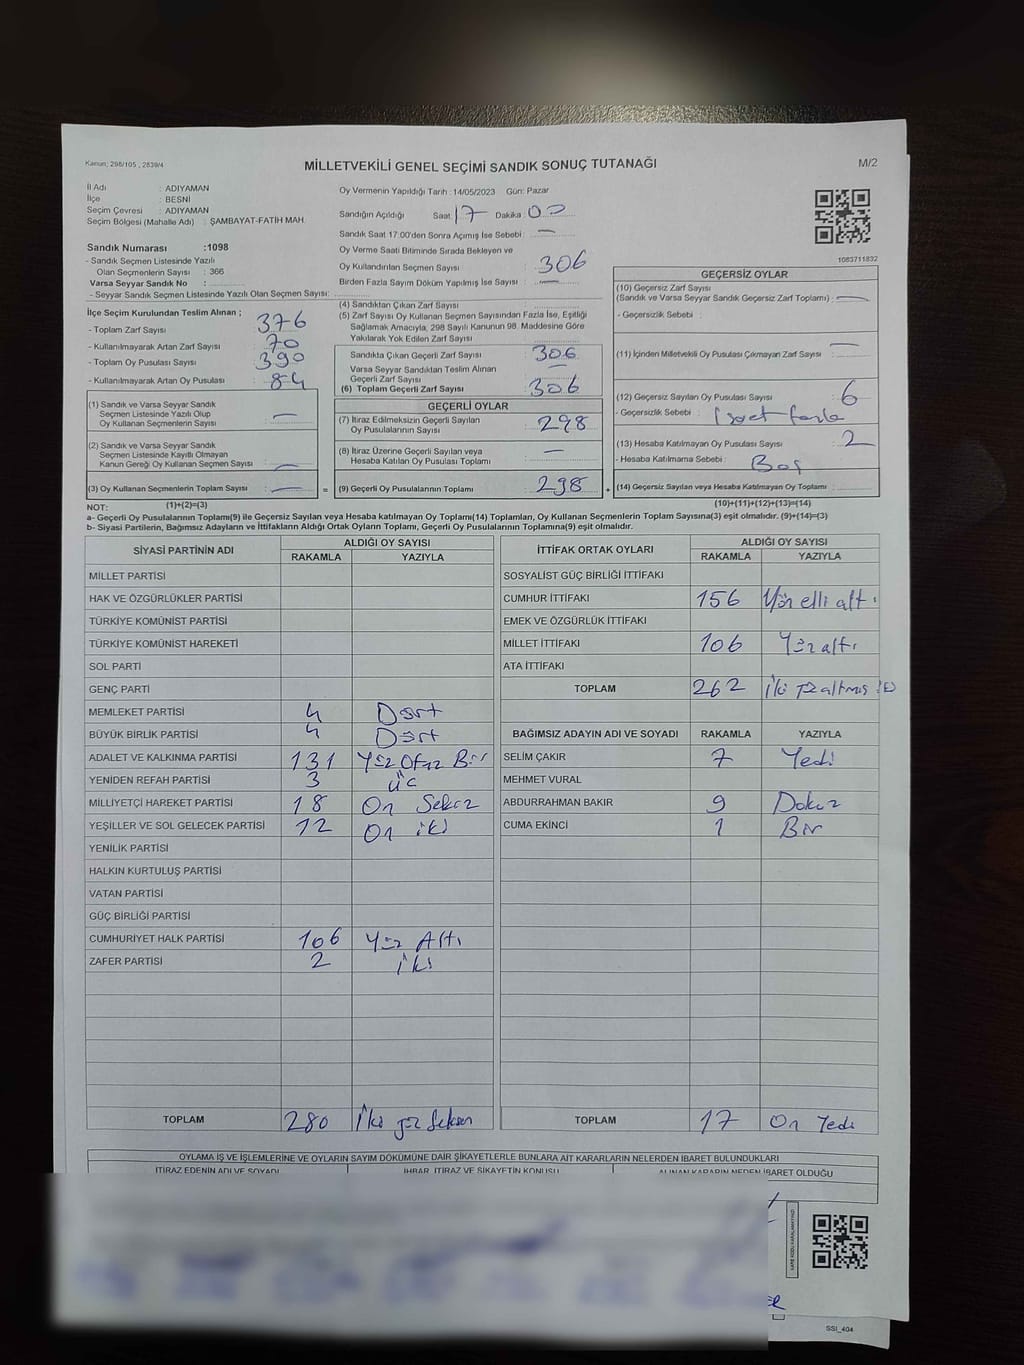 Kanun; 298/105 , 2839/4
MİLLETVEKİLİ GENEL SEÇİMİ SANDIK SONUÇ TUTANAĞI
M/2
İl Adı : ADIYAMAN
İlçe : BESNİ
Seçim Çevresi : ADIYAMAN
Seçim Bölgesi (Mahalle Adı) : ŞAMBAYAT-FATİH MAH.
Sandık Numarası :1098
- Sandık Seçmen Listesinde Yazılı
Olan Seçmenlerin Sayısı : 366
Varsa Seyyar Sandık No :
- Seyyar Sandık Seçmen Listesinde Yazılı Olan Seçmen Sayısı:
Oy Vermenin Yapıldığı Tarih : 14/05/2023 Gün: Pazar
Sandığın Açıldığı Saat 17 Dakika 00
Sandık Saat 17:00'den Sonra Açımış İse Sebebi : —
Oy Verme Saati Bitiminde Sırada Bekleyen ve
Oy Kullandırılan Seçmen Sayısı 306
Birden Fazla Sayım Döküm Yapılmış İse Sayısı : —
1083711832
İlçe Seçim Kurulundan Teslim Alınan ;
- Toplam Zarf Sayısı 376
- Kullanılmayarak Artan Zarf Sayısı : 70
- Toplam Oy Pusulası Sayısı : 390
- Kullanılmayarak Artan Oy Pusulası : 84
(1) Sandık ve Varsa Seyyar Sandık
Seçmen Listesinde Yazılı Olup
Oy Kullanan Seçmenlerin Sayısı : —
(2) Sandık ve Varsa Seyyar Sandık
Seçmen Listesinde Kayıtlı Olmayan
Kanun Gereği Oy Kullanan Seçmen Sayısı : —
(3) Oy Kullanan Seçmenlerin Toplam Sayısı : —
(4) Sandıktan Çıkan Zarf Sayısı :
(5) Zarf Sayısı Oy Kullanan Seçmen Sayısından Fazla İse, Eşitliği
Sağlamak Amacıyla, 298 Sayılı Kanunun 98. Maddesine Göre
Yakılarak Yok Edilen Zarf Sayısı :
Sandıkta Çıkan Geçerli Zarf Sayısı : 306
Varsa Seyyar Sandıktan Teslim Alınan
Geçerli Zarf Sayısı : —
(6) Toplam Geçerli Zarf Sayısı : 306
GEÇERLİ OYLAR
(7) İtiraz Edilmeksizin Geçerli Sayılan
Oy Pusulalarının Sayısı : 298
(8) İtiraz Üzerine Geçerli Sayılan veya
Hesaba Katılan Oy Pusulası Toplamı : —
= (9) Geçerli Oy Pusulalarının Toplamı : 298 +
GEÇERSİZ OYLAR
(10) Geçersiz Zarf Sayısı
(Sandık ve Varsa Seyyar Sandık Geçersiz Zarf Toplamı) : —
- Geçersizlik Sebebi :
(11) İçinden Milletvekili Oy Pusulası Çıkmayan Zarf Sayısı : —
(12) Geçersiz Sayılan Oy Pusulası Sayısı : 6
- Geçersizlik Sebebi :
(13) Hesaba Katılmayan Oy Pusulası Sayısı : 2
- Hesaba Katılmama Sebebi : Boş
(14) Geçersiz Sayılan veya Hesaba Katılmayan Oy Toplamı :
NOT: (1)+(2)=(3) (10)+(11)+(12)+(13)=(14)
a- Geçerli Oy Pusulalarının Toplamı(9) ile Geçersiz Sayılan veya Hesaba katılmayan Oy Toplamı(14) Toplamları, Oy Kullanan Seçmenlerin Toplam Sayısına(3) eşit olmalıdır. (9)+(14)=(3)
b- Siyasi Partilerin, Bağımsız Adayların ve İttifakların Aldığı Ortak Oyların Toplamı, Geçerli Oy Pusulalarının Toplamına(9) eşit olmalıdır.
SİYASİ PARTİNİN ADI ALDIĞI OY SAYISI
RAKAMLA YAZIYLA
MİLLET PARTİSİ
HAK VE ÖZGÜRLÜKLER PARTİSİ
TÜRKİYE KOMÜNİST PARTİSİ
TÜRKİYE KOMÜNİST HAREKETİ
SOL PARTİ
GENÇ PARTİ
MEMLEKET PARTİSİ 4 Dört
BÜYÜK BİRLİK PARTİSİ 4 Dört
ADALET VE KALKINMA PARTİSİ 131 Yüz Otuz Bir
YENİDEN REFAH PARTİSİ 3 üç
MİLLİYETÇİ HAREKET PARTİSİ 18 On Sekiz
YEŞİLLER VE SOL GELECEK PARTİSİ 12 On iki
YENİLİK PARTİSİ
HALKIN KURTULUŞ PARTİSİ
VATAN PARTİSİ
GÜÇ BİRLİĞİ PARTİSİ
CUMHURİYET HALK PARTİSİ 106 Yüz Altı
ZAFER PARTİSİ 2 iki
TOPLAM 280 İki yüz Seksen
İTTİFAK ORTAK OYLARI ALDIĞI OY SAYISI
RAKAMLA YAZIYLA
SOSYALİST GÜÇ BİRLİĞİ İTTİFAKI
CUMHUR İTTİFAKI 156 Yüz elli altı
EMEK VE ÖZGÜRLÜK İTTİFAKI
MİLLET İTTİFAKI 106 Yüz altı
ATA İTTİFAKI
TOPLAM 262 İki yüz altmış iki
BAĞIMSIZ ADAYIN ADI VE SOYADI RAKAMLA YAZIYLA
SELİM ÇAKIR 7 Yedi
MEHMET VURAL
ABDURRAHMAN BAKIR 9 Dokuz
CUMA EKİNCİ 1 Bir
TOPLAM 17 On Yedi
OYLAMA İŞ VE İŞLEMLERİNE VE OYLARIN SAYIM DÖKÜMÜNE DAİR ŞİKAYETLERLE BUNLARA AİT KARARLARIN NELERDEN İBARET BULUNDUKLARI
İTİRAZ EDENİN ADI VE SOYADI İHBAR, İTİRAZ VE ŞİKAYETİN KONUSU ALINAN KARARIN NEDEN İBARET OLDUĞU
KARE KODU KARALAMAYINIZ!
SSİ_404